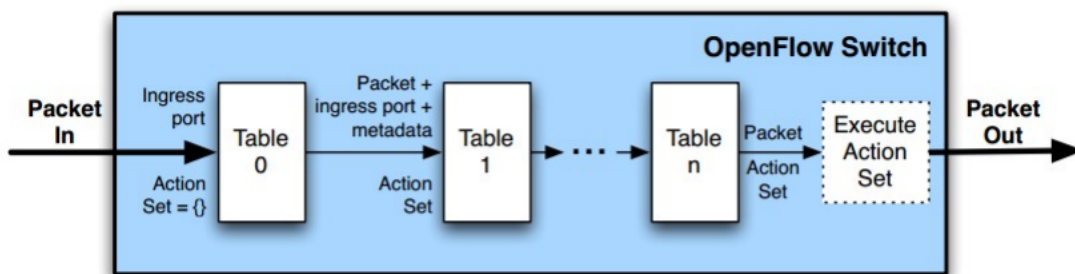 OpenFlow Switch
Packet
In
Ingress
port
Action
Set = {}
Table
0
Packet +
ingress port +
metadata
Action
Set
Table
1
...
Table
n
Packet
Action
Set
Execute
Action
Set
Packet
Out